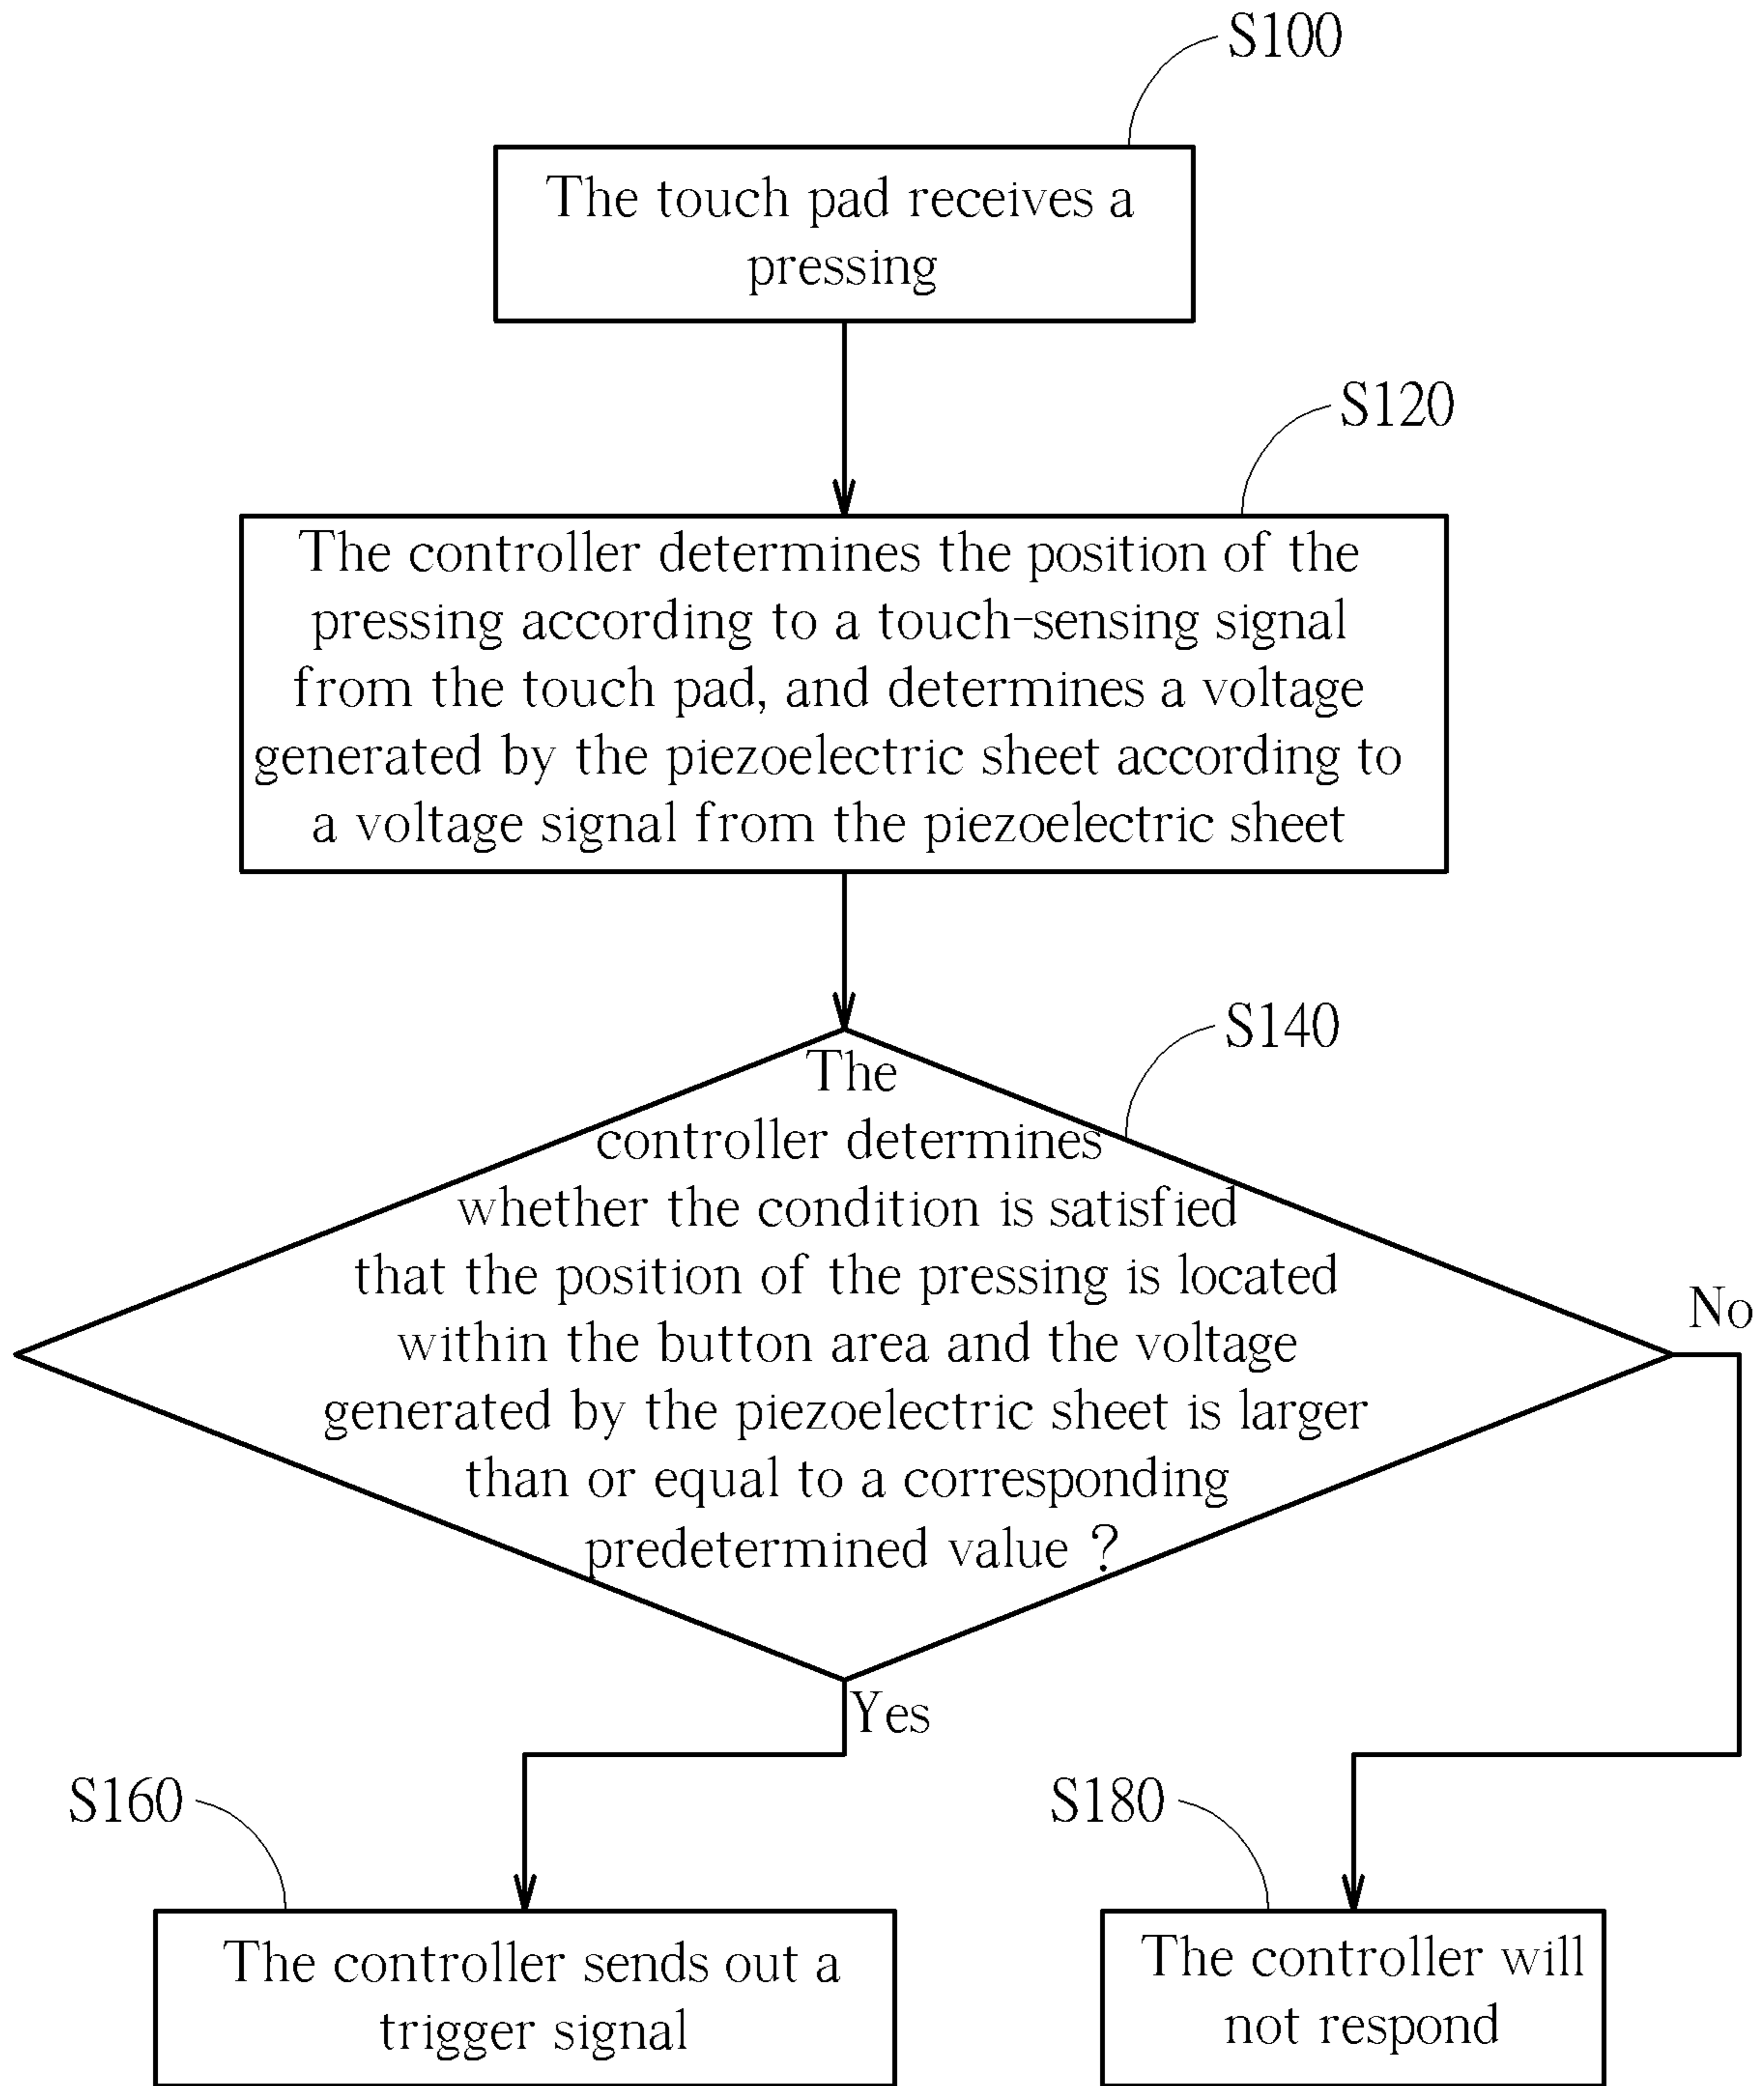 S100
The touch pad receives a
pressing
S120
The controller determines the position of the
pressing according to a touch-sensing signal
from the touch pad, and determines a voltage
generated by the piezoelectric sheet according to
a voltage signal from the piezoelectric sheet
S140
The
controller determines
whether the condition is satisfied
that the position of the pressing is located
within the button area and the voltage
generated by the piezoelectric sheet is larger
than or equal to a corresponding
predetermined value ?
No
Yes
S160
The controller sends out a
trigger signal
S180
The controller will
not respond